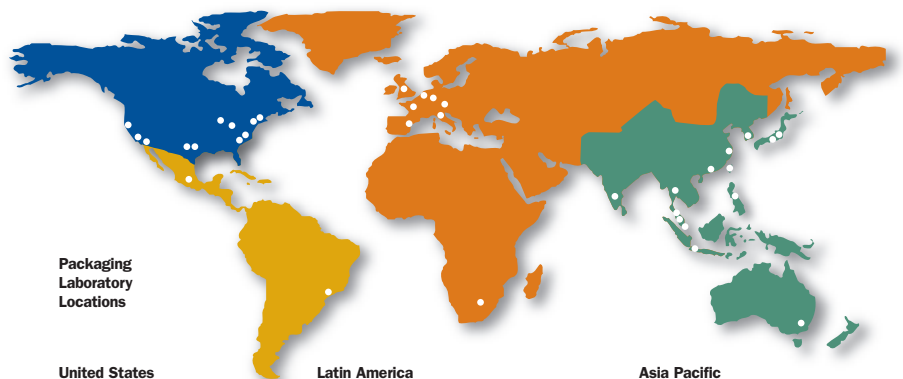 Packaging
Laboratory
Locations
United States
Latin America
Asia Pacific